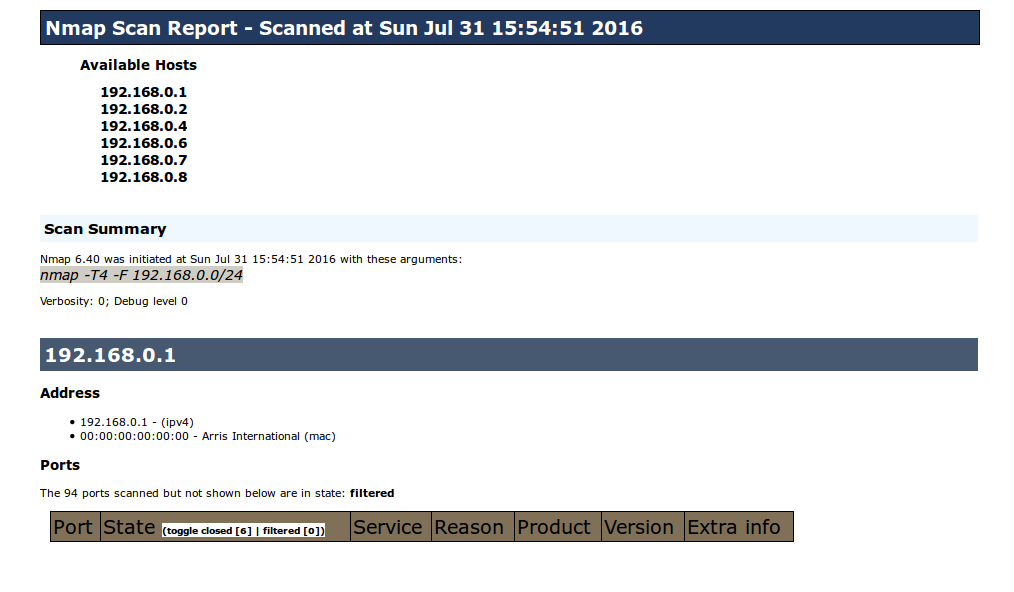 Nmap Scan Report - Scanned at Sun Jul 31 15:54:51 2016
Available Hosts
192.168.0.1
192.168.0.2
192.168.0.4
192.168.0.6
192.168.0.7
192.168.0.8
Scan Summary
Nmap 6.40 was initiated at Sun Jul 31 15:54:51 2016 with these arguments:
nmap -T4 -F 192.168.0.0/24
Verbosity: 0; Debug level 0
192.168.0.1
Address
• 192.168.0.1 - (ipv4)
• 00:00:00:00:00:00 - Arris International (mac)
Ports
The 94 ports scanned but not shown below are in state: filtered
Port State (toggle closed [6] | filtered [0]) Service Reason Product Version Extra info